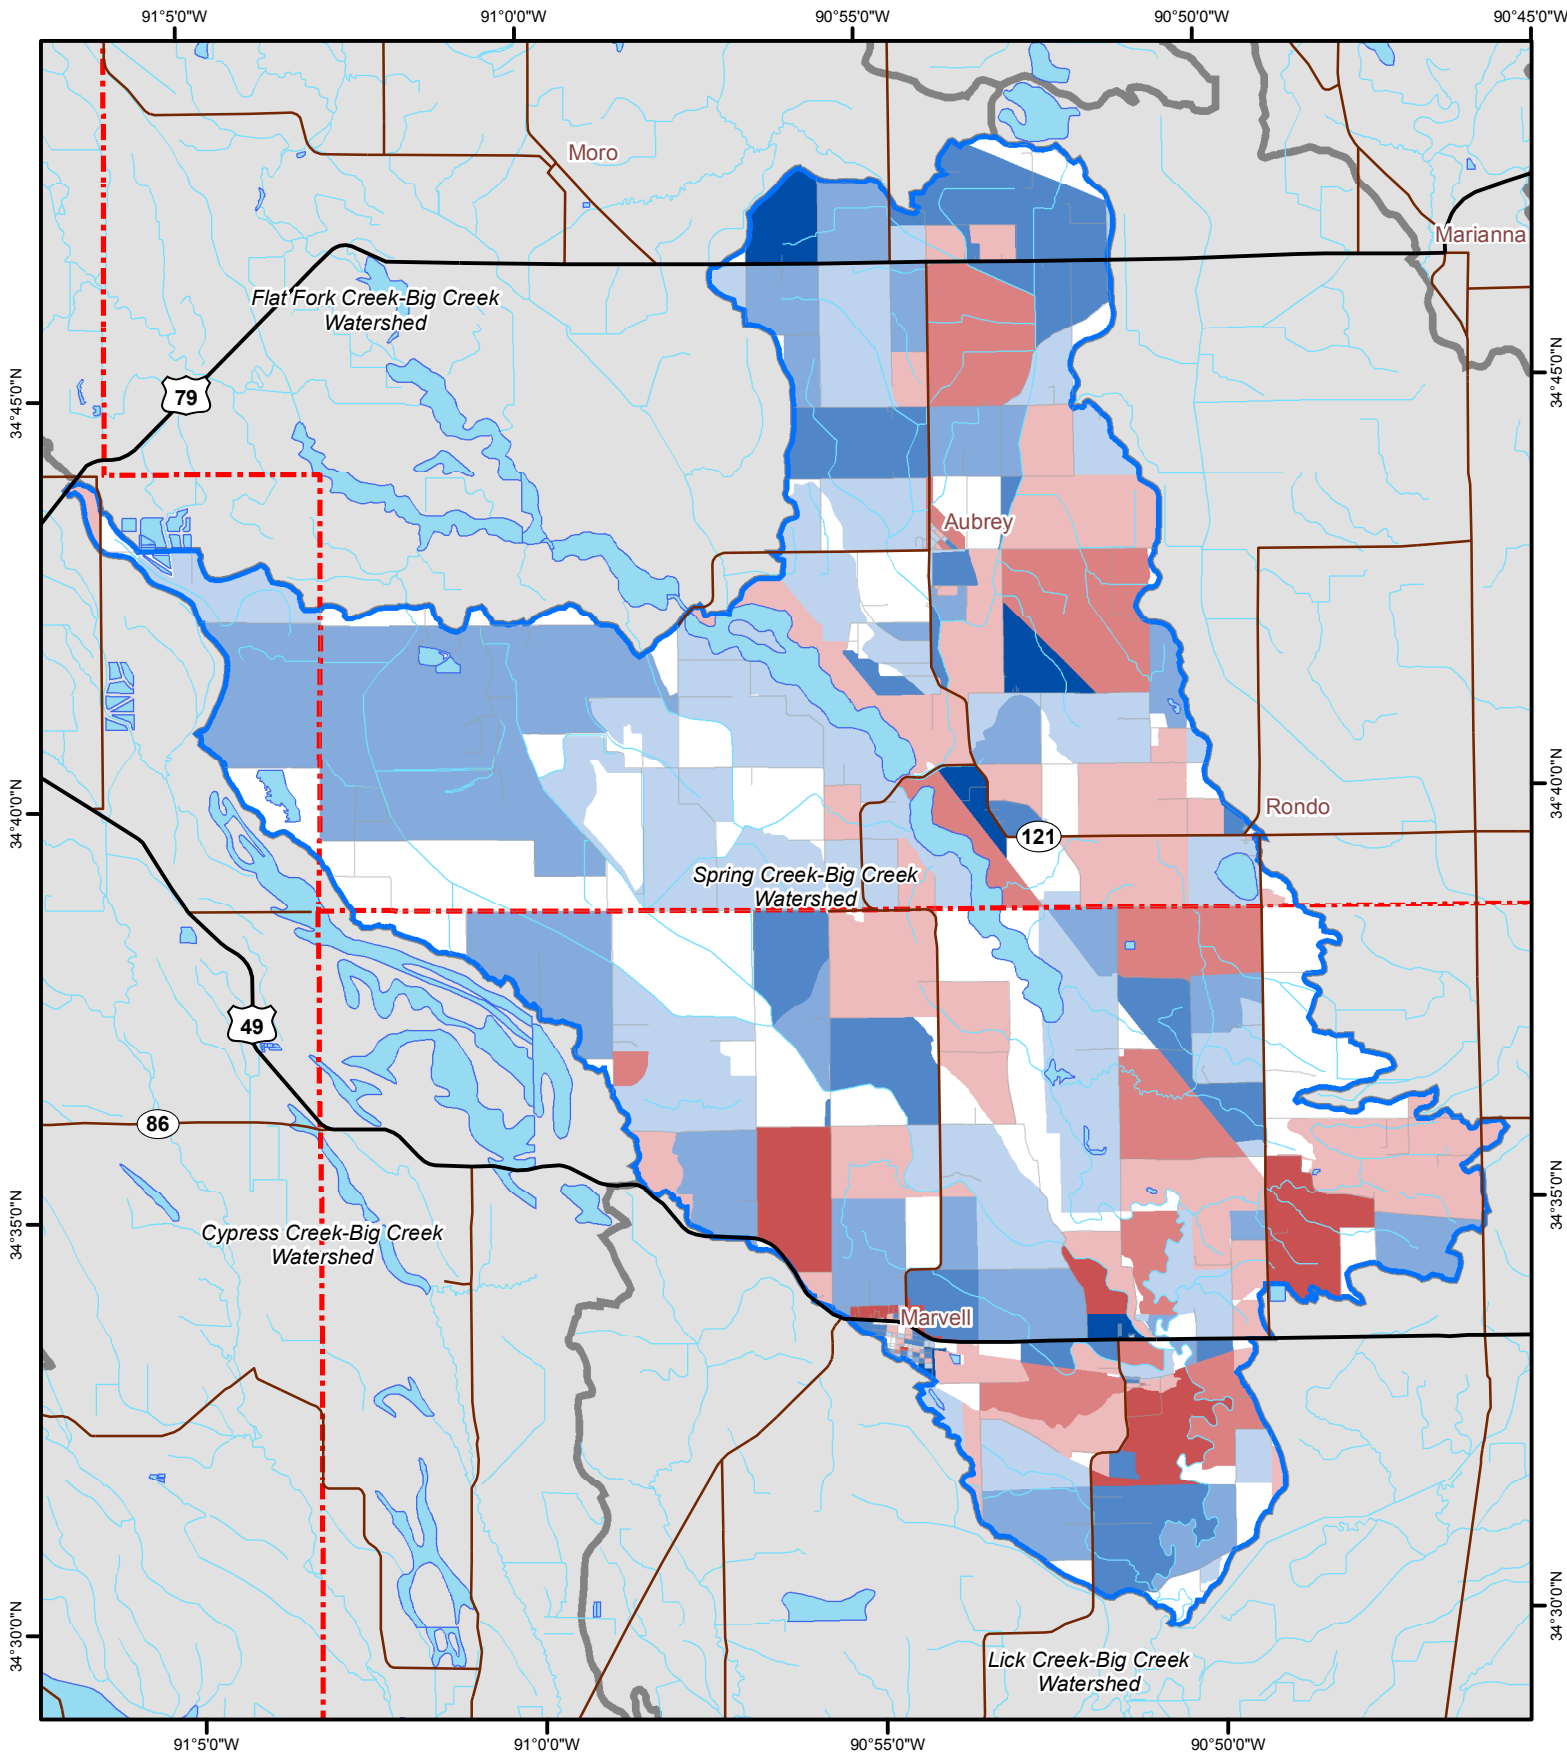 91°5'0"W
91°0'0"W
90°55'0"W
90°50'0"W
90°45'0"W
Moro
Marianna
Flat Fork Creek-Big Creek
Watershed
34°45'0"N
34°45'0"N
79
Aubrey
34°40'0"N
34°40'0"N
Rondo
121
Spring Creek-Big Creek
Watershed
49
86
34°35'0"N
34°35'0"N
Cypress Creek-Big Creek
Watershed
Marvell
34°30'0"N
34°30'0"N
Lick Creek-Big Creek
Watershed
91°5'0"W
91°0'0"W
90°55'0"W
90°50'0"W